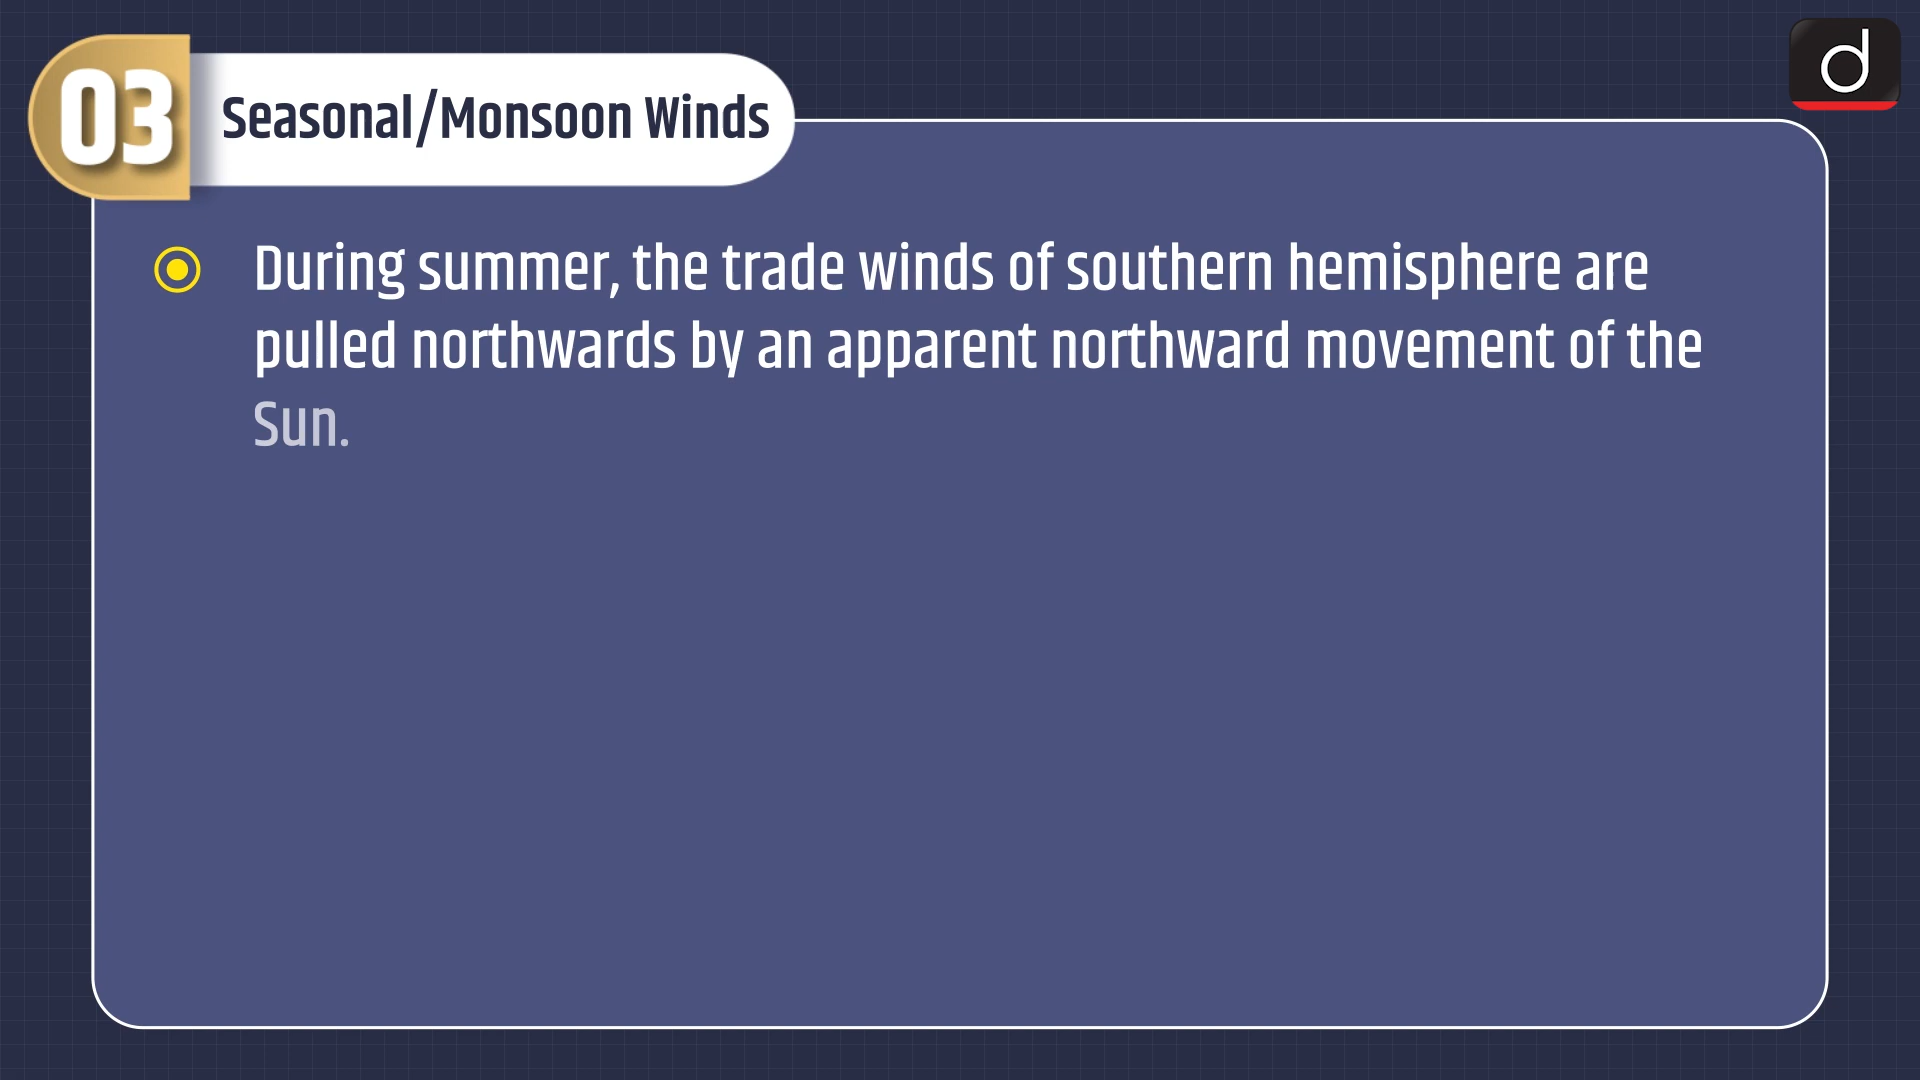 03
Seasonal/Monsoon Winds
d
During summer, the trade winds of southern hemisphere are
pulled northwards by an apparent northward movement of the
Sun.